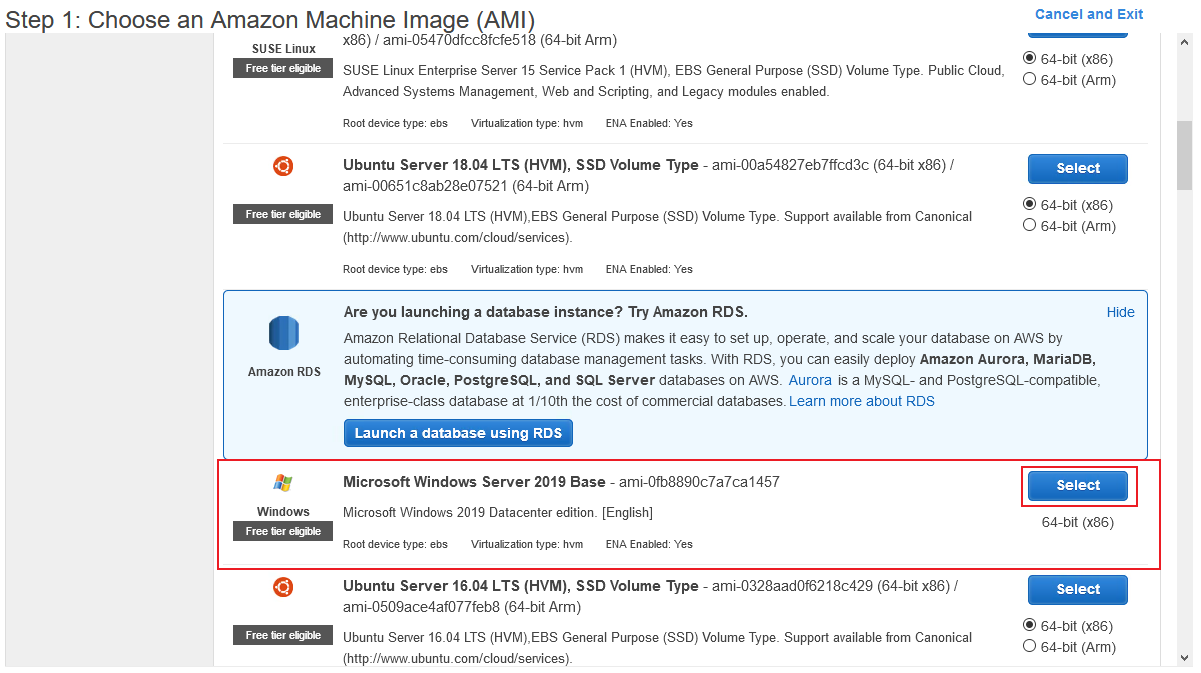 Step 1: Choose an Amazon Machine Image (AMI)
Cancel and Exit
SUSE Linux
Free tier eligible
x86) / ami-05470dfcc8fcfe518 (64-bit Arm)
SUSE Linux Enterprise Server 15 Service Pack 1 (HVM), EBS General Purpose (SSD) Volume Type. Public Cloud,
Advanced Systems Management, Web and Scripting, and Legacy modules enabled.
Root device type: ebs Virtualization type: hvm ENA Enabled: Yes
64-bit (x86)
64-bit (Arm)
Ubuntu Server 18.04 LTS (HVM), SSD Volume Type - ami-00a54827eb7ffcd3c (64-bit x86) /
ami-00651c8ab28e07521 (64-bit Arm)
Free tier eligible
Ubuntu Server 18.04 LTS (HVM),EBS General Purpose (SSD) Volume Type. Support available from Canonical
(http://www.ubuntu.com/cloud/services).
Root device type: ebs Virtualization type: hvm ENA Enabled: Yes
Select
64-bit (x86)
64-bit (Arm)
Amazon RDS
Are you launching a database instance? Try Amazon RDS.
Hide
Amazon Relational Database Service (RDS) makes it easy to set up, operate, and scale your database on AWS by
automating time-consuming database management tasks. With RDS, you can easily deploy Amazon Aurora, MariaDB,
MySQL, Oracle, PostgreSQL, and SQL Server databases on AWS. Aurora is a MySQL- and PostgreSQL-compatible,
enterprise-class database at 1/10th the cost of commercial databases. Learn more about RDS
Launch a database using RDS
Windows
Free tier eligible
Microsoft Windows Server 2019 Base - ami-0fb8890c7a7ca1457
Microsoft Windows 2019 Datacenter edition. [English]
Root device type: ebs Virtualization type: hvm ENA Enabled: Yes
Select
64-bit (x86)
Ubuntu Server 16.04 LTS (HVM), SSD Volume Type - ami-0328aad0f6218c429 (64-bit x86) /
ami-0509ace4af077feb8 (64-bit Arm)
Free tier eligible
Ubuntu Server 16.04 LTS (HVM),EBS General Purpose (SSD) Volume Type. Support available from Canonical
(http://www.ubuntu.com/cloud/services).
Select
64-bit (x86)
64-bit (Arm)